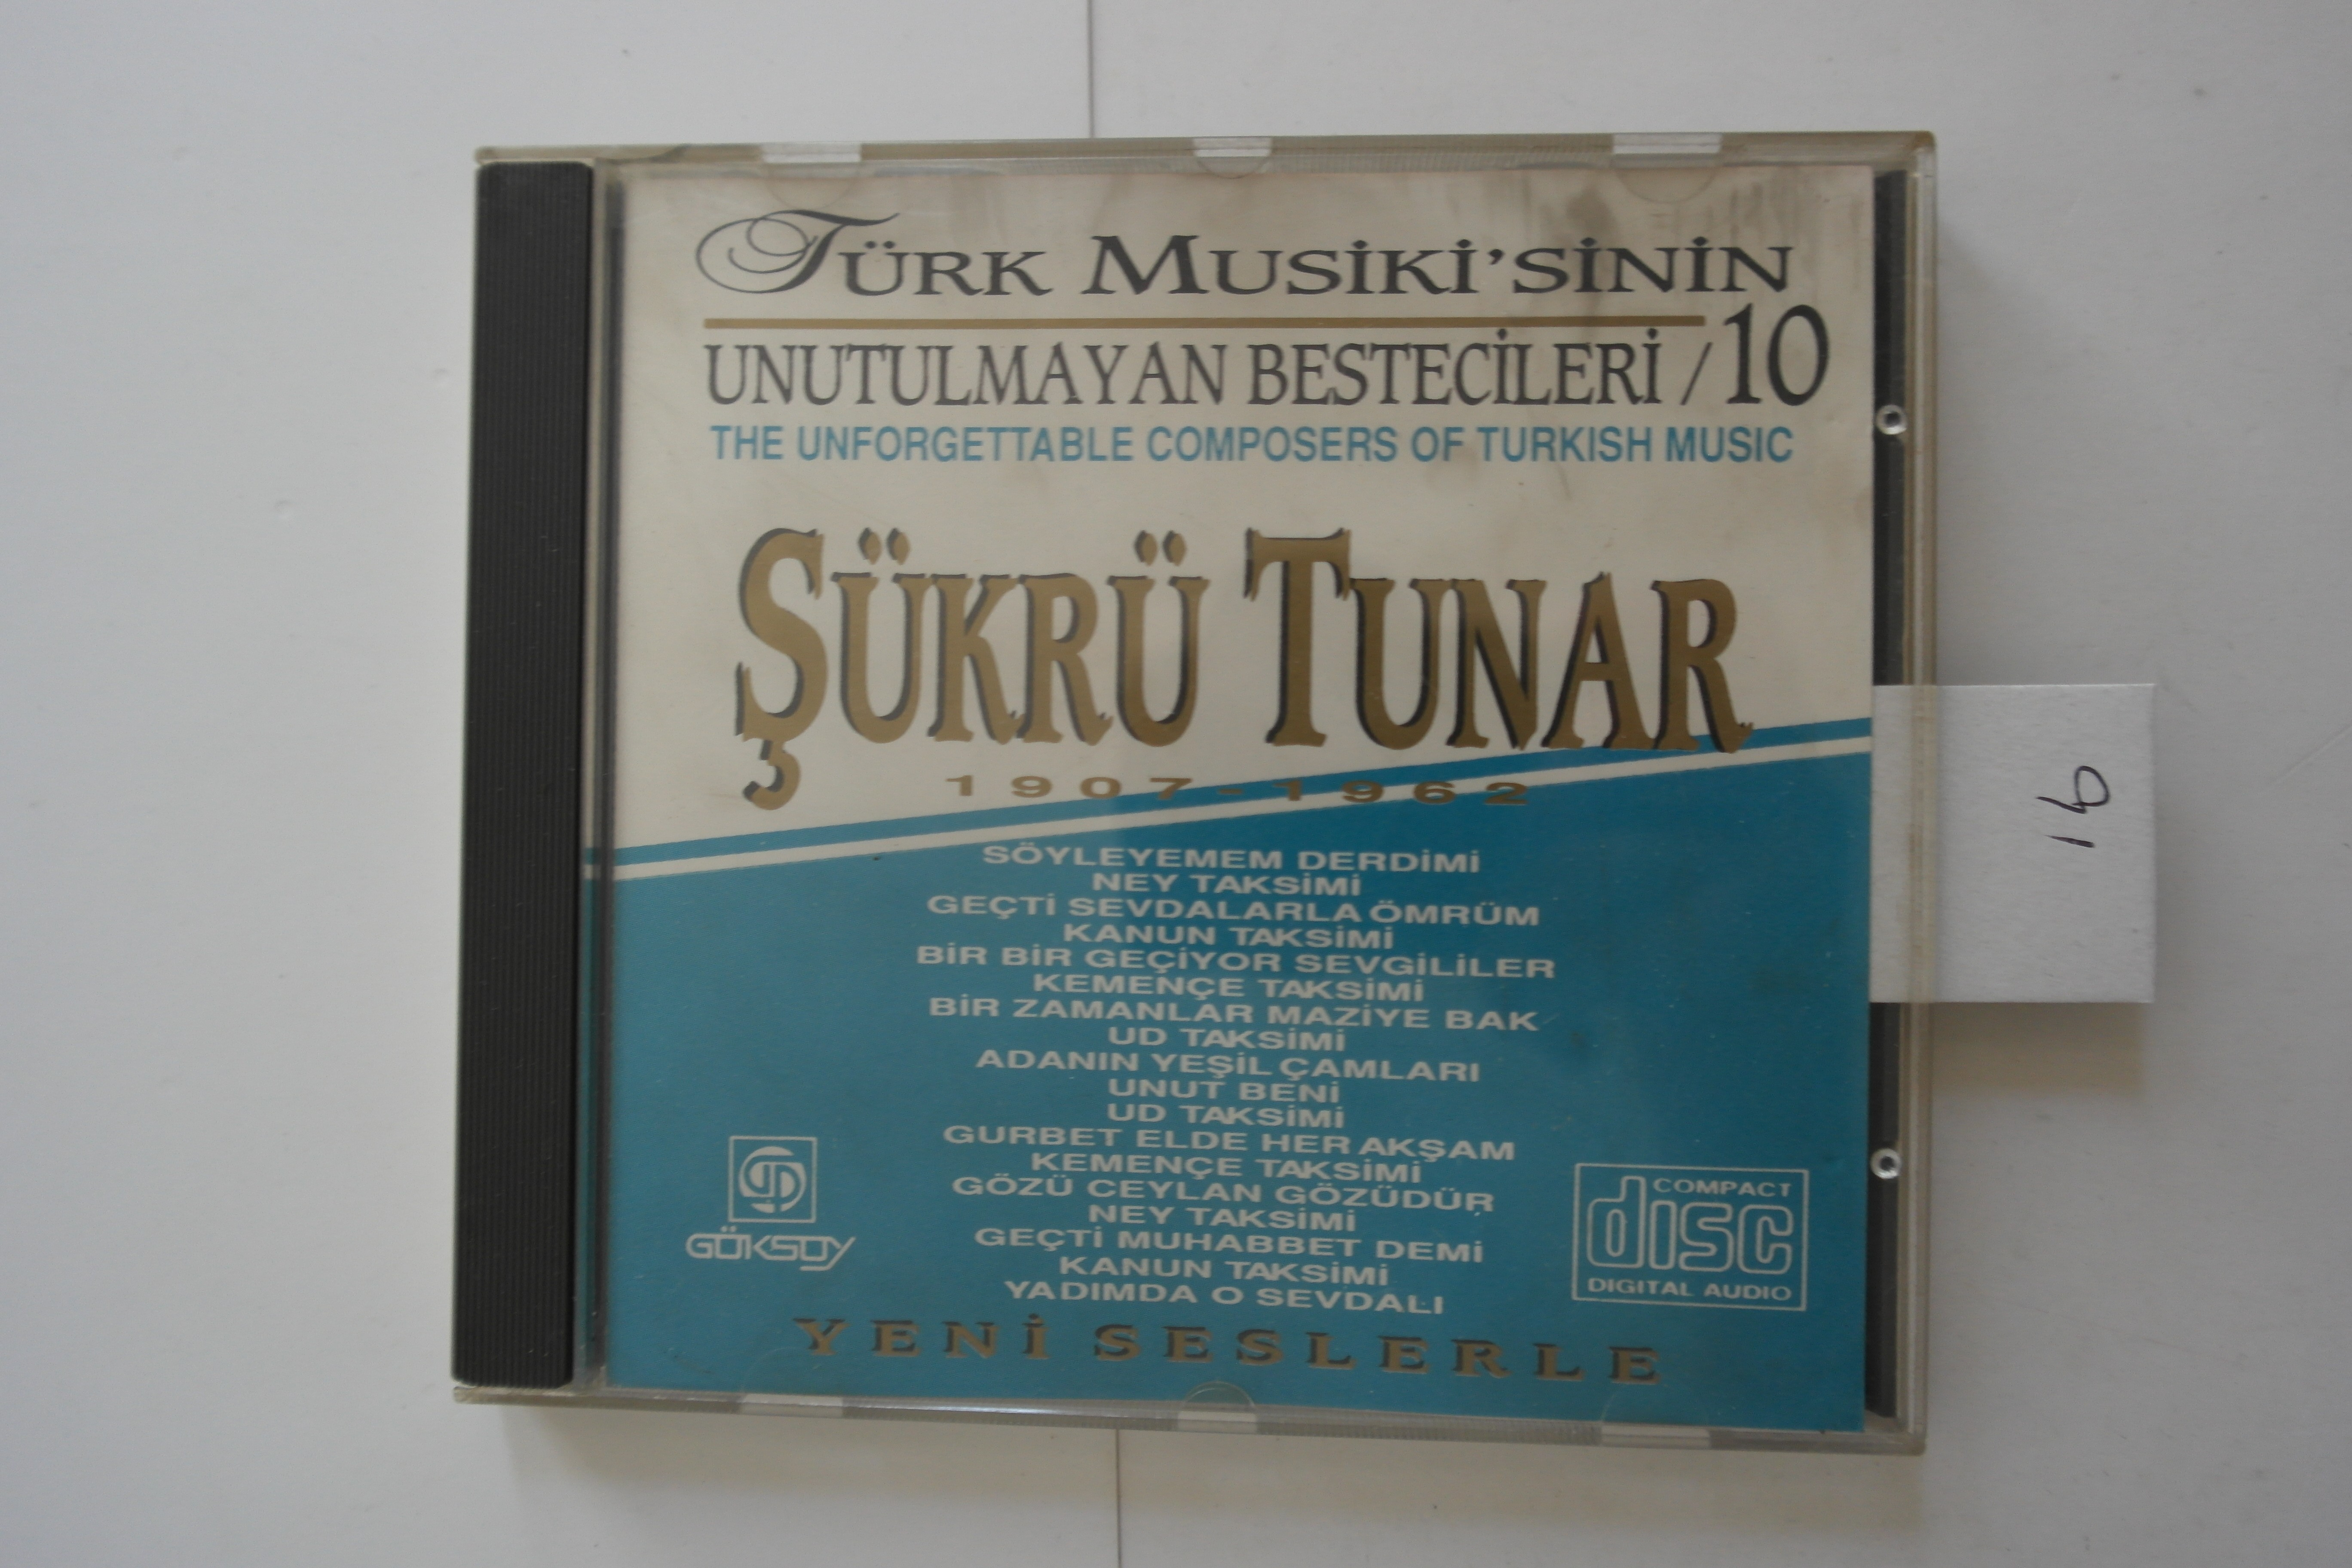 TÜRK MUSİKİ'SİNİN
UNUTULMAYAN BESTECİLERİ /10
THE UNFORGETTABLE COMPOSERS OF TURKISH MUSIC
ŞÜKRÜ TUNAR
1907-1962
SÖYLEYEMEM DERDİMİ
NEY TAKSİMİ
GEÇTİ SEVDALARLA ÖMRÜM
KANUN TAKSİMİ
BİR BİR GEÇİYOR SEVGİLİLER
KEMENÇE TAKSİMİ
BİR ZAMANLAR MAZİYE BAK
UD TAKSİMİ
ADANIN YEŞİL ÇAMLARI
UNUT BENİ
UD TAKSİMİ
GURBET ELDE HER AKŞAM
KEMENÇE TAKSİMİ
GÖZÜ CEYLAN GÖZÜDÜR
NEY TAKSİMİ
GEÇTİ MUHABBET DEMİ
KANUN TAKSİMİ
YADIMDA O SEVDALI
YENİ SESLERLE
GÖKSOY
COMPACT
disc
DIGITAL AUDIO
16